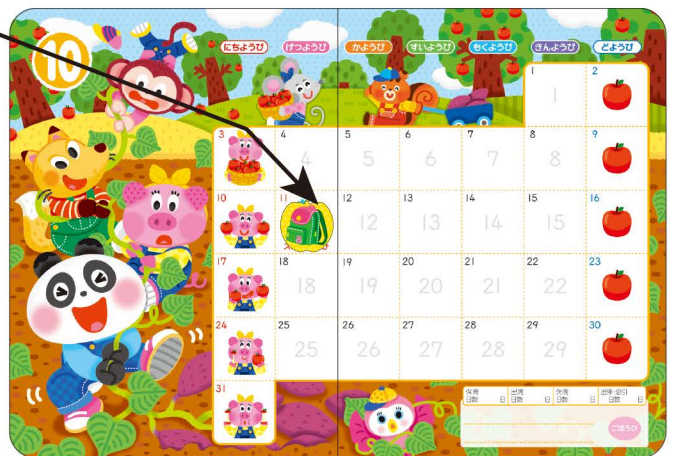 10
にちようび げつようび かようび すいようび もくようび きんようび どようび
1 1 2
3 4 4 5 5 6 6 7 7 8 8 9
10 11 12 12 13 13 14 14 15 15 16
17 18 18 19 19 20 20 21 21 22 22 23
24 25 25 26 26 27 27 28 28 29 29 30
31
保育日数 日 出席日数 日 欠席日数 日
ごほうび